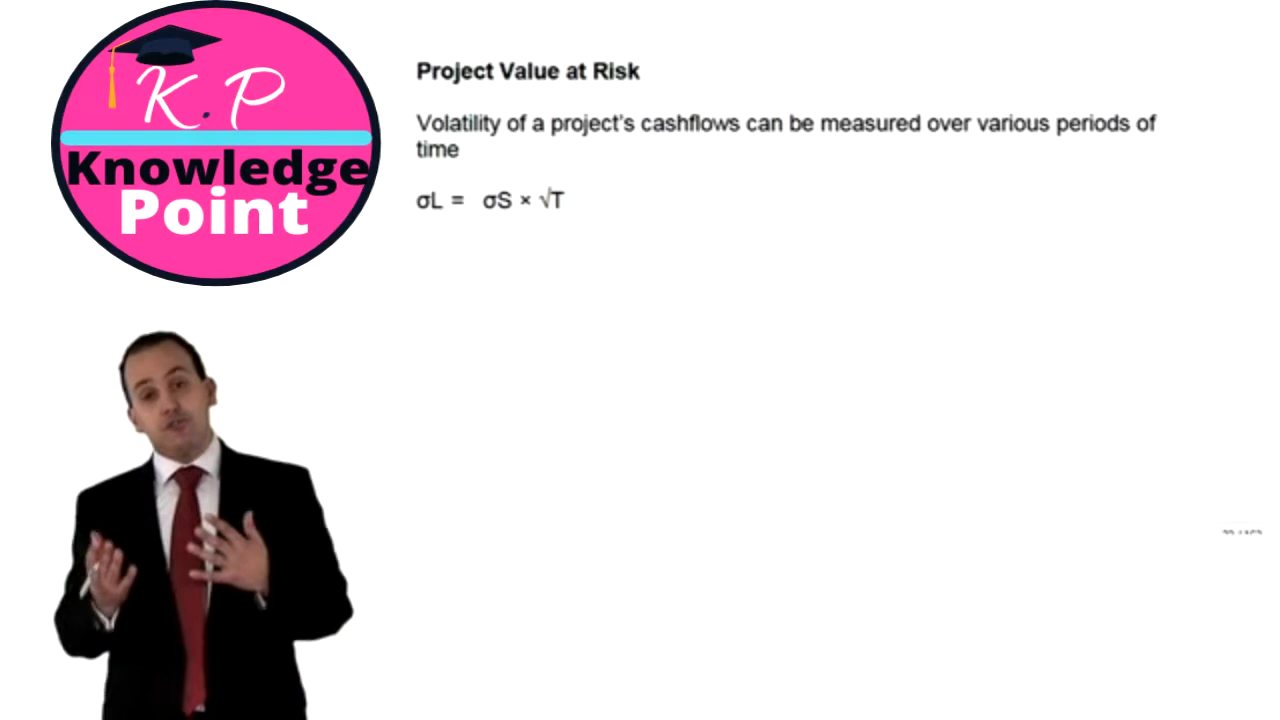 K.P
Knowledge
Point
Project Value at Risk
Volatility of a project's cashflows can be measured over various periods of
time
σL = σS × √T